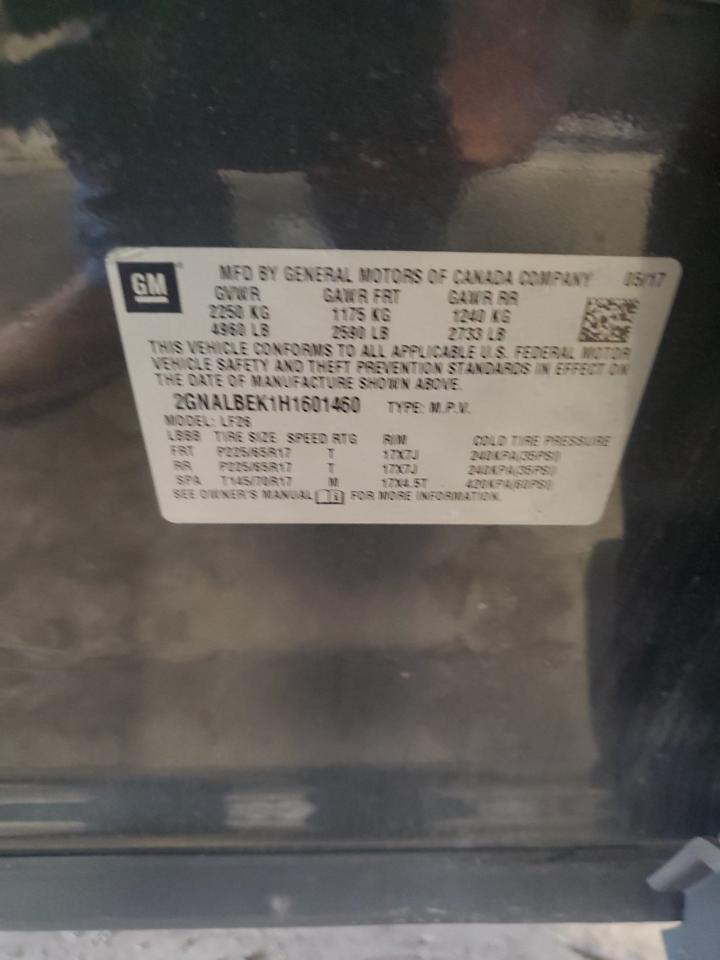 GM
MFD BY GENERAL MOTORS OF CANADA COMPANY 05/17
GVWR GAWR FRT GAWR RR
2250 KG 1175 KG 1240 KG
4960 LB 2590 LB 2733 LB
THIS VEHICLE CONFORMS TO ALL APPLICABLE U.S. FEDERAL MOTOR
VEHICLE SAFETY AND THEFT PREVENTION STANDARDS IN EFFECT ON
THE DATE OF MANUFACTURE SHOWN ABOVE.
2GNALBEK1H1601460 TYPE: M.P.V.
MODEL: LF26
TIRE SIZE SPEED RTG RIM COLD TIRE PRESSURE
FRT P225/65R17 T 17X7J 240KPA(35PSI)
RR P225/65R17 T 17X7J 240KPA(35PSI)
SPA T145/70R17 M 17X4.5T 420KPA(60PSI)
SEE OWNER'S MANUAL FOR MORE INFORMATION.